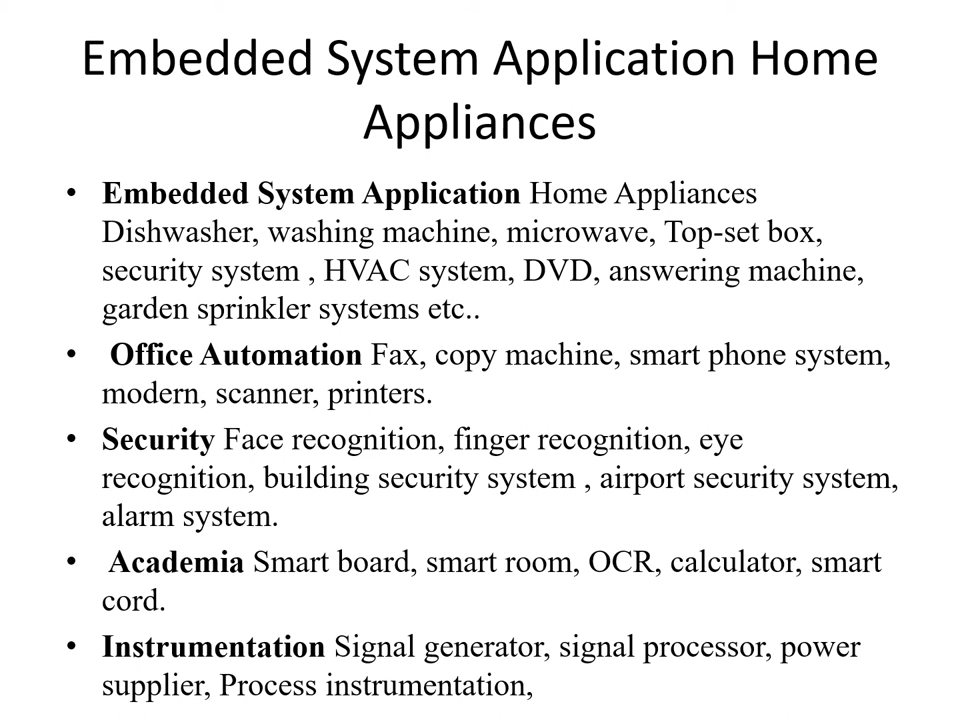 Embedded System Application Home
Appliances
• Embedded System Application Home Appliances
Dishwasher, washing machine, microwave, Top-set box,
security system , HVAC system, DVD, answering machine,
garden sprinkler systems etc..
• Office Automation Fax, copy machine, smart phone system,
modern, scanner, printers.
• Security Face recognition, finger recognition, eye
recognition, building security system , airport security system,
alarm system.
• Academia Smart board, smart room, OCR, calculator, smart
cord.
• Instrumentation Signal generator, signal processor, power
supplier, Process instrumentation,